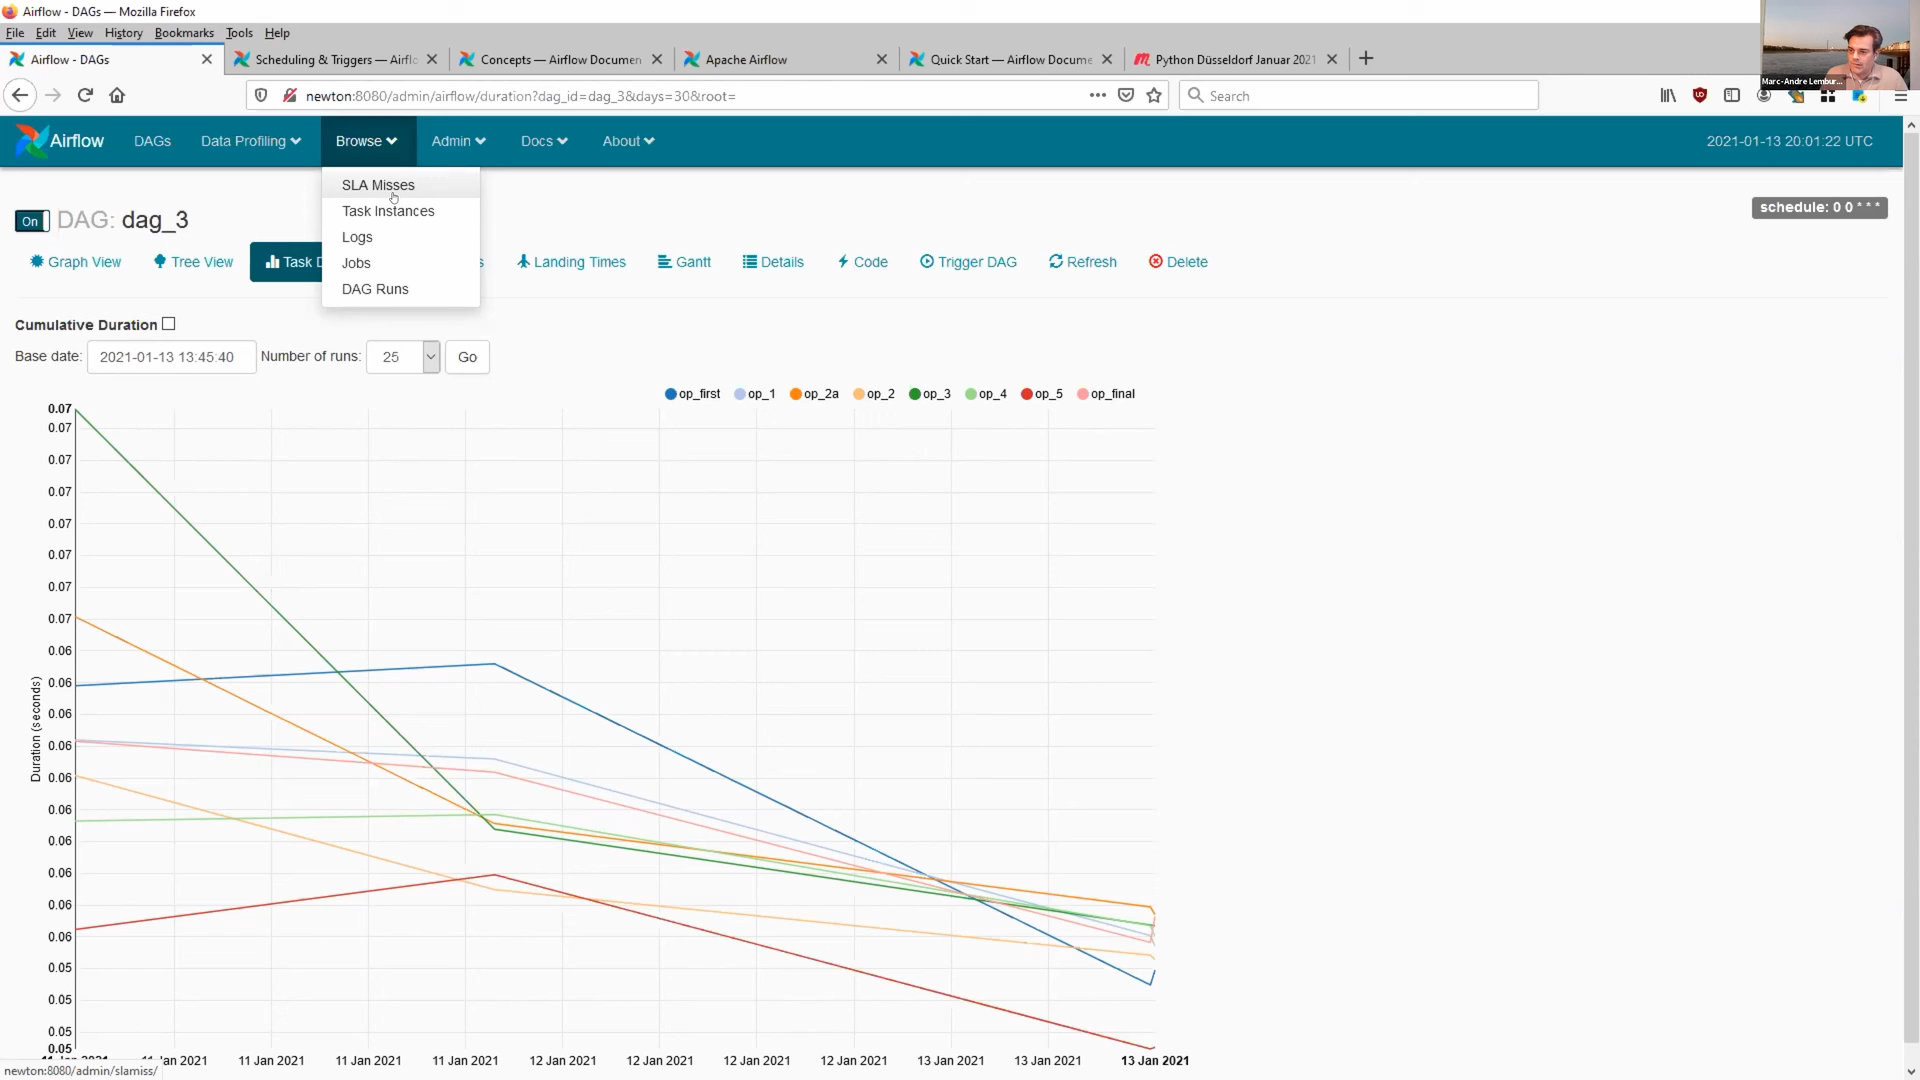 Airflow - DAGs — Mozilla Firefox
File Edit View History Bookmarks Tools Help
Airflow - DAGs
Scheduling & Triggers — Airflo
Concepts — Airflow Documen
Apache Airflow
Quick Start — Airflow Docume
Python Düsseldorf Januar 2021
Marc-Andre Lembur...
newton:8080/admin/airflow/duration?dag_id=dag_3&days=30&root=
Search
Airflow DAGs Data Profiling Browse Admin Docs About 2021-01-13 20:01:22 UTC
SLA Misses
Task Instances
Logs
Jobs
DAG Runs
On DAG: dag_3
schedule: 0 0 * * *
Graph View Tree View Task D s Landing Times Gantt Details Code Trigger DAG Refresh Delete
Cumulative Duration
Base date: 2021-01-13 13:45:40 Number of runs: 25 Go
op_first op_1 op_2a op_2 op_3 op_4 op_5 op_final
0.07
0.07
0.07
0.07
0.07
0.07
0.07
0.07
0.06
0.06
0.06
0.06
0.06
0.06
0.06
0.06
0.06
0.06
0.05
0.05
0.05
0.05
Duration (seconds)
11 Jan 2021 11 Jan 2021 11 Jan 2021 11 Jan 2021 12 Jan 2021 12 Jan 2021 12 Jan 2021 12 Jan 2021 13 Jan 2021 13 Jan 2021 13 Jan 2021
newton:8080/admin/slamiss/